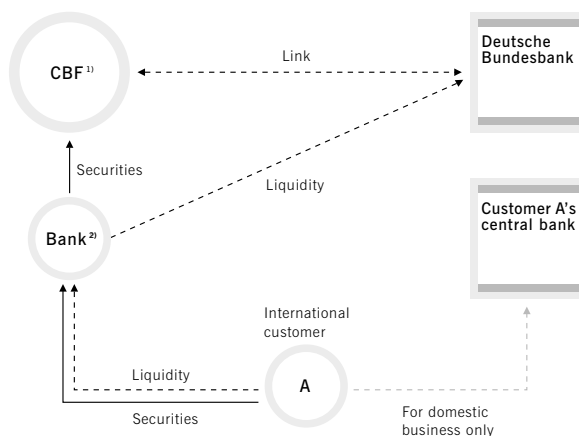 CBF 1)
Link
Deutsche
Bundesbank
Securities
Liquidity
Bank 2)
Customer A's
central bank
International
customer
Liquidity
A
Securities
For domestic
business only